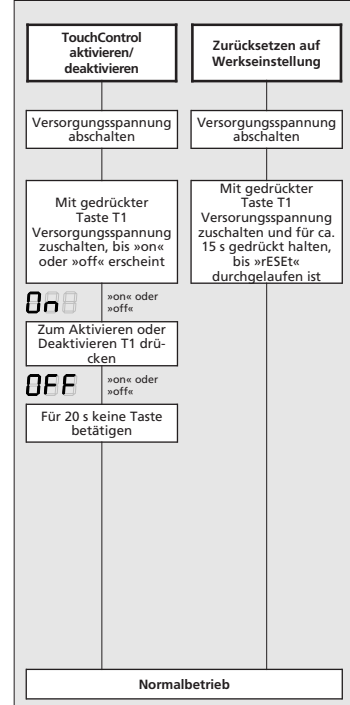 TouchControl
aktivieren/
deaktivieren
Versorgungsspannung
abschalten
Mit gedrückter
Taste T1
Versorgungsspannung
zuschalten, bis »on«
oder »off« erscheint
On
»on« oder
»off«
Zum Aktivieren oder
Deaktivieren T1 drü-
cken
OFF
»on« oder
»off«
Für 20 s keine Taste
betätigen
Zurücksetzen auf
Werkseinstellung
Versorgungsspannung
abschalten
Mit gedrückter
Taste T1
Versorungsspannung
zuschalten und für ca.
15 s gedrückt halten,
bis »rESEt«
durchgelaufen ist
Normalbetrieb